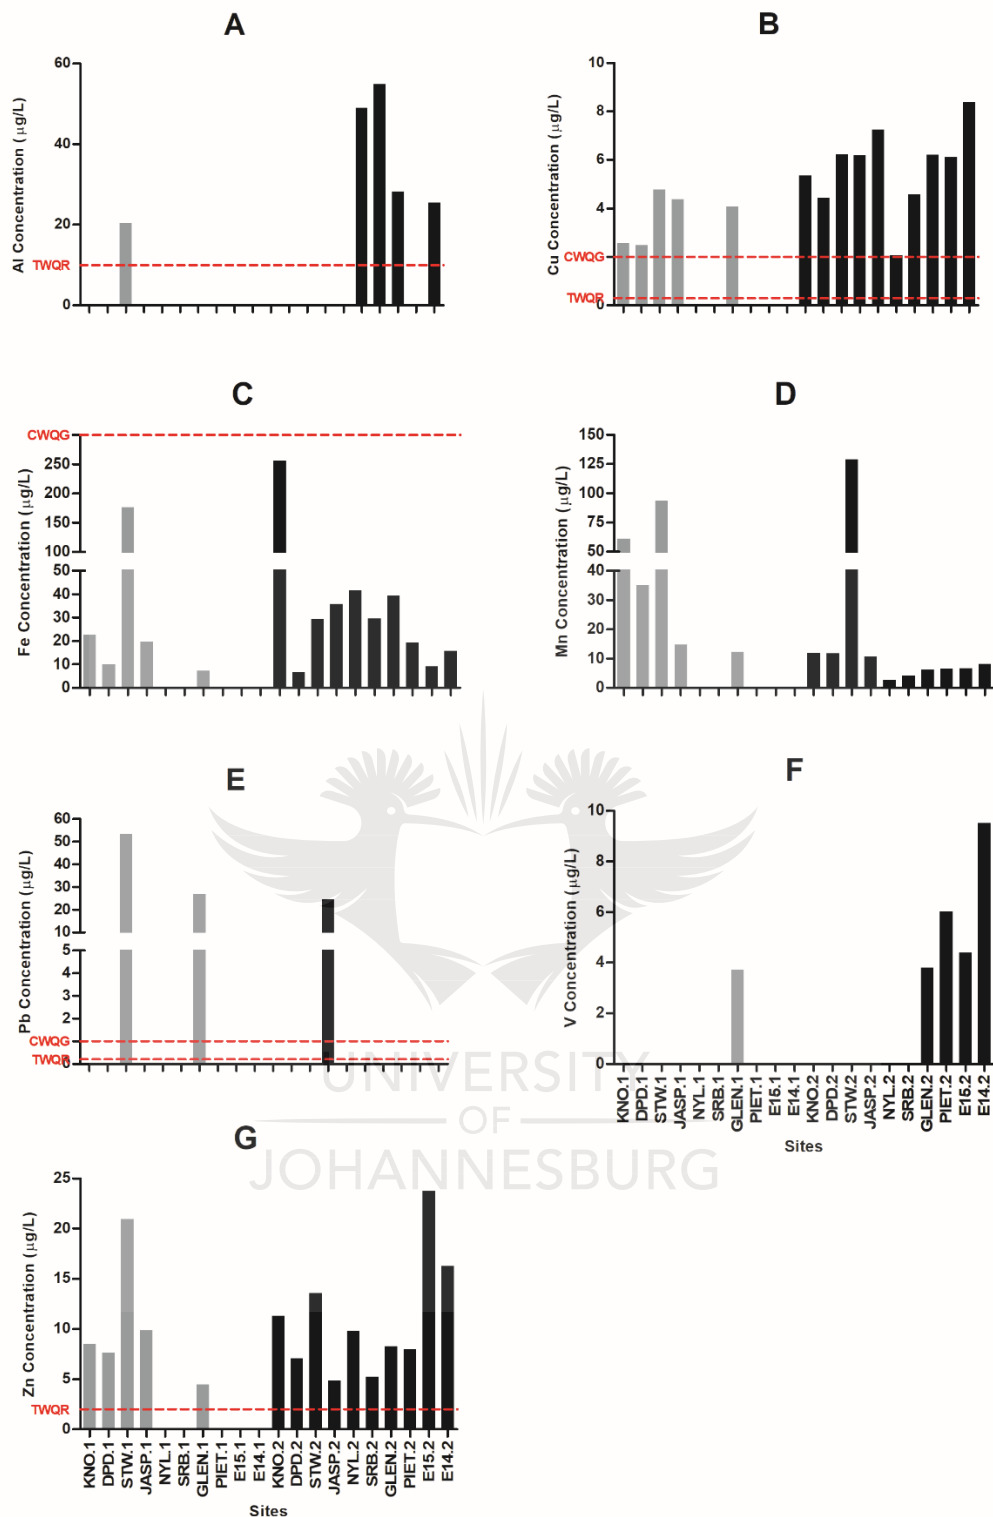 A
Al Concentration (µg/L)
60
40
20
0
TWQR
B
Cu Concentration (µg/L)
10
8
6
4
2
0
CWQG
TWQR
C
Fe Concentration (µg/L)
CWQG
250
200
150
100
50
40
30
20
10
0
D
Mn Concentration (µg/L)
150
125
100
75
50
40
30
20
10
0
E
Pb Concentration (µg/L)
60
50
40
30
20
10
5
4
3
2
CWQG
TWQR
0
F
V Concentration (µg/L)
10
8
6
4
2
0
KNO.1
DPD.1
STW.1
JASP.1
NYL.1
SRB.1
GLEN.1
PIET.1
E15.1
E14.1
KNO.2
DPD.2
STW.2
JASP.2
NYL.2
SRB.2
GLEN.2
PIET.2
E15.2
E14.2
Sites
UNIVERSITY
OF
JOHANNESBURG
G
Zn Concentration (µg/L)
25
20
15
10
5
0
TWQR
KNO.1
DPD.1
STW.1
JASP.1
NYL.1
SRB.1
GLEN.1
PIET.1
E15.1
E14.1
KNO.2
DPD.2
STW.2
JASP.2
NYL.2
SRB.2
GLEN.2
PIET.2
E15.2
E14.2
Sites